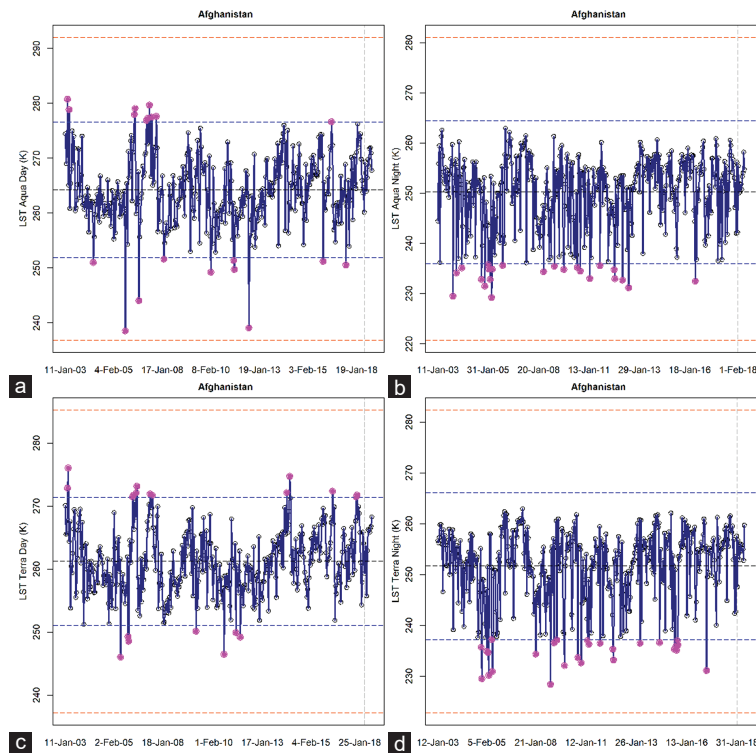 Afghanistan
LST Aqua Day (K)
290
280
270
260
250
240
11-Jan-03 4-Feb-05 17-Jan-08 8-Feb-10 19-Jan-13 3-Feb-15 19-Jan-18
a
Afghanistan
LST Aqua Night (K)
280
270
260
250
240
230
220
11-Jan-03 31-Jan-05 20-Jan-08 13-Jan-11 29-Jan-13 18-Jan-16 1-Feb-18
b
Afghanistan
LST Terra Day (K)
280
270
260
250
240
11-Jan-03 2-Feb-05 18-Jan-08 1-Feb-10 17-Jan-13 4-Feb-15 25-Jan-18
c
Afghanistan
LST Terra Night (K)
280
270
260
250
240
230
12-Jan-03 5-Feb-05 21-Jan-08 12-Jan-11 26-Jan-13 13-Jan-16 31-Jan-18
d